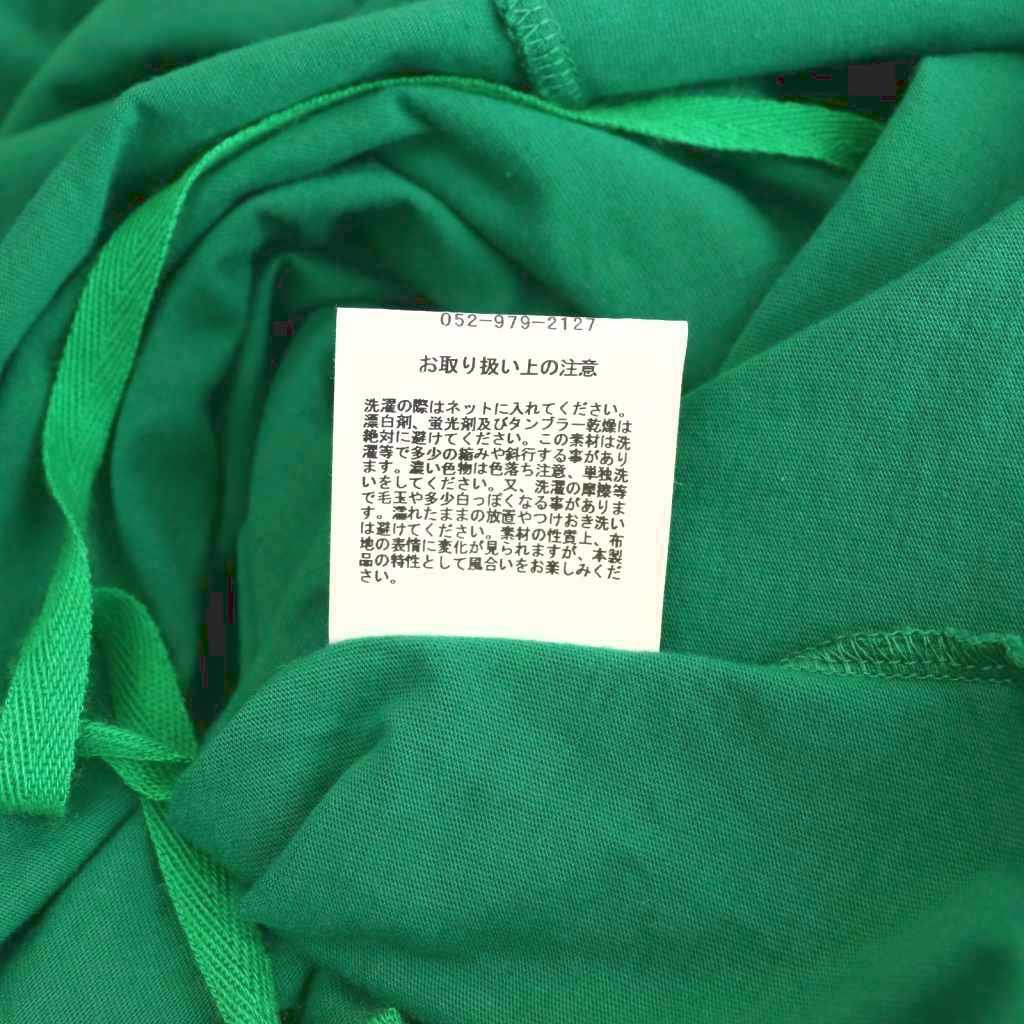 052-979-2127
お取り扱い上の注意
洗濯の際はネットに入れてください。
漂白剤、蛍光剤及びタンブラー乾燥は
絶対に避けてください。この素材は洗
濯等で多少の縮みや斜行する事があり
ます。濃い色物は色落ち注意、単独洗
いをしてください。又、洗濯の摩擦等
で毛玉や多少白っぽくなる事がありま
す。濡れたままの放置やつけおき洗い
は避けてください。素材の性質上、布
地の表情に変化が見られますが、本製
品の特性として風合いをお楽しみくだ
さい。